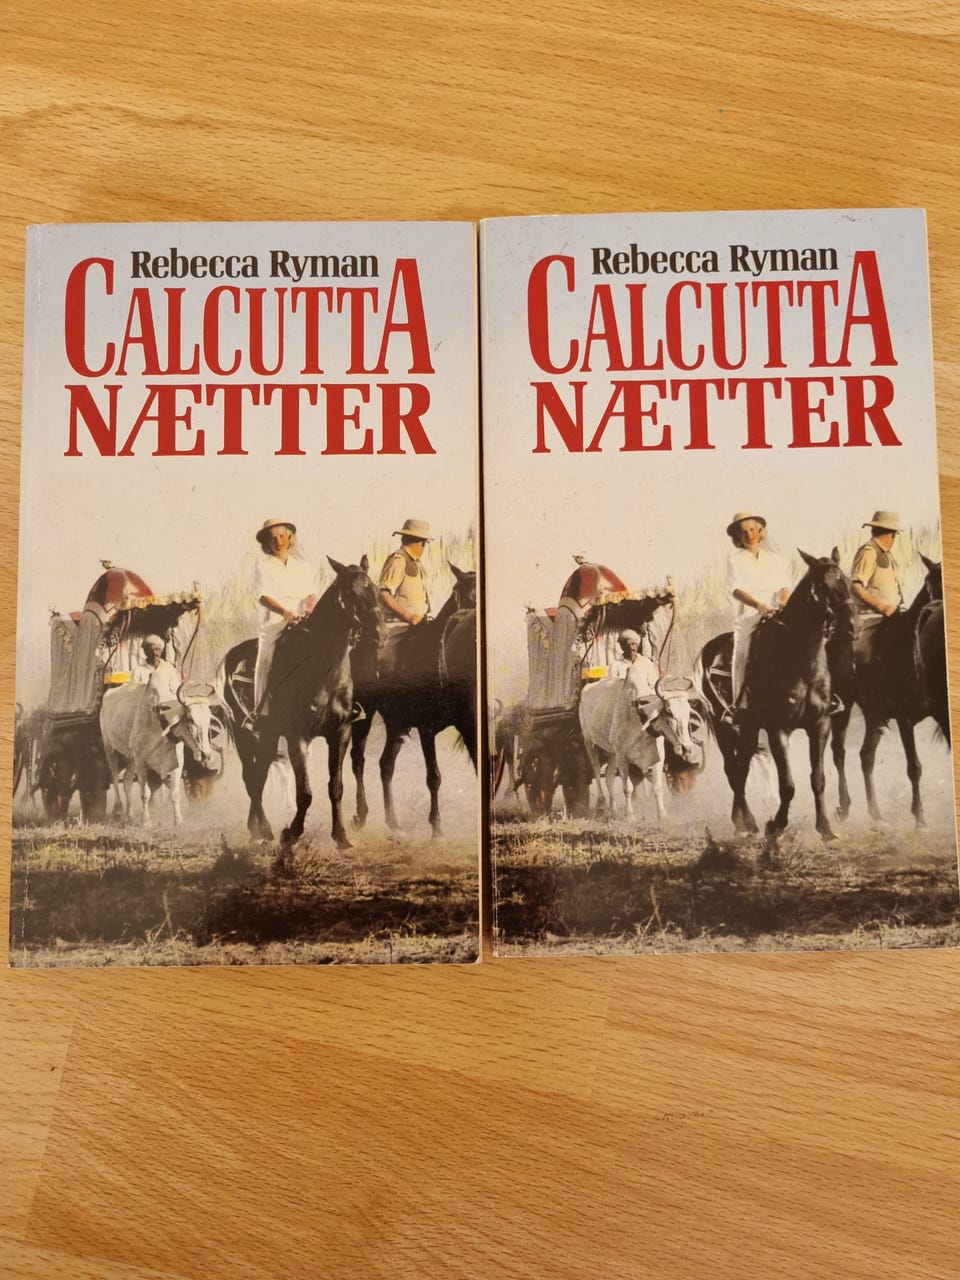 Rebecca Ryman
CALCUTTA
NÆTTER
Rebecca Ryman
CALCUTTA
NÆTTER